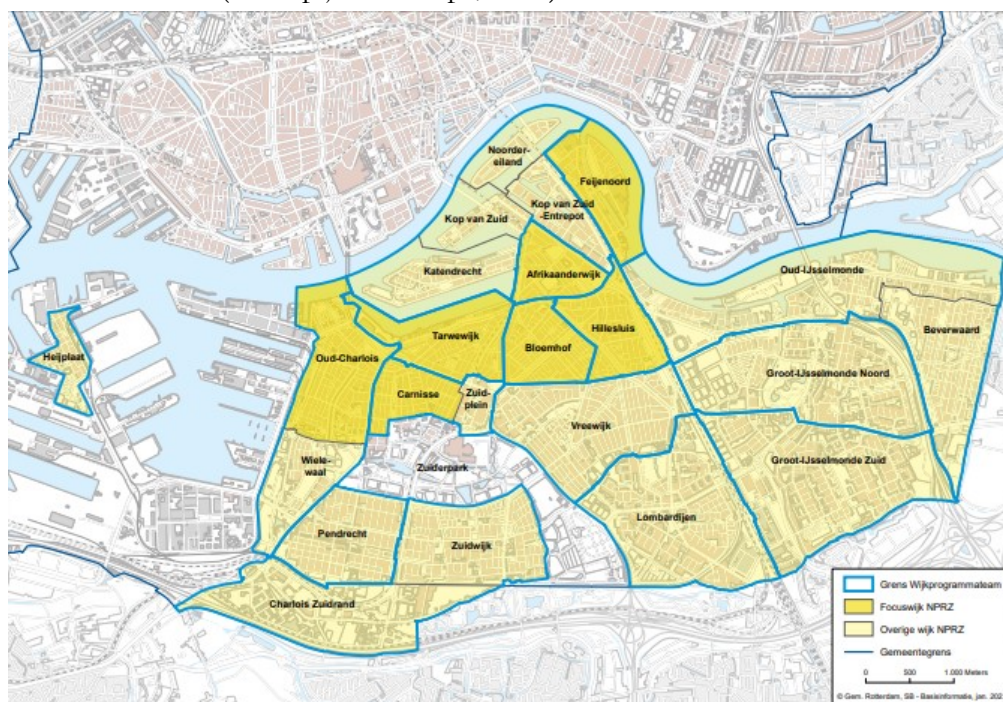 Noorder-
eiland
Feijenoord
Kop van Zuid
-Entrepot
Kop van Zuid
Katendrecht
Afrikaanderwijk
Oud-IJsselmonde
Beverwaard
Heijplaat
Tarwewijk
Hillesluis
Oud-Charlois
Bloemhof
Groot-IJsselmonde Noord
Carnisse
Zuid-
plein
Vreewijk
Wiele-
waal
Zuiderpark
Groot-IJsselmonde Zuid
Lombardijen
Pendrecht
Zuidwijk
Charlois Zuidrand
Grens Wijkprogrammateam
Focuswijk NPRZ
Overige wijk NPRZ
Gemeentegrens
0 500 1.000 Meters
© Gem. Rotterdam, SB - Basisinformatie, jan. 202